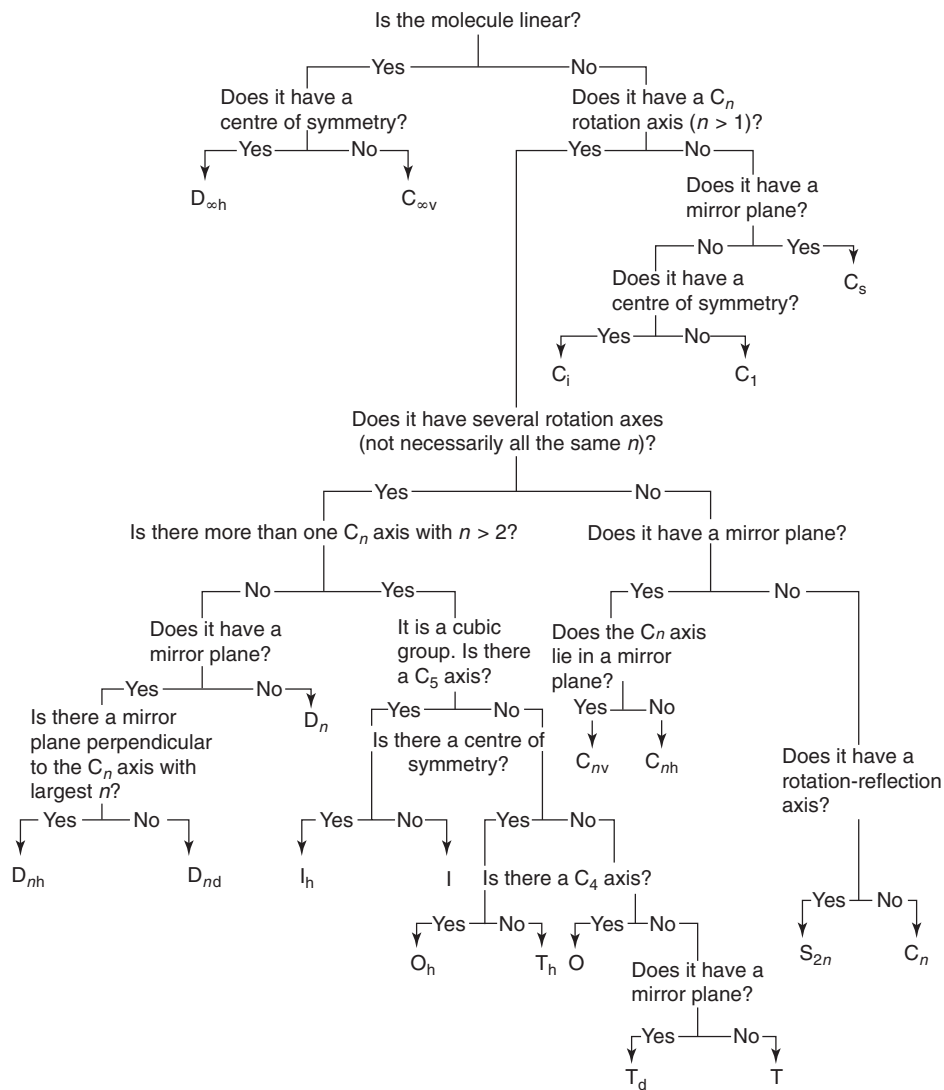 Is the molecule linear?
Yes No
Does it have a
centre of symmetry?
Yes No
D∞h C∞v
Does it have a Cn
rotation axis (n > 1)?
Yes No
Does it have a
mirror plane?
No Yes
Cs
Does it have a
centre of symmetry?
Yes No
Ci C1
Does it have several rotation axes
(not necessarily all the same n)?
Yes No
Is there more than one Cn axis with n > 2?
No Yes
Does it have a
mirror plane?
Yes No
Dn
Is there a mirror
plane perpendicular
to the Cn axis with
largest n?
Yes No
Dnh Dnd
It is a cubic
group. Is there
a C5 axis?
Yes No
Is there a centre of
symmetry?
Yes No
Ih I
Yes No
Is there a C4 axis?
Yes No
Oh Th
Yes No
O
Does it have a
mirror plane?
Yes No
Td T
Does it have a mirror plane?
Yes No
Does the Cn axis
lie in a mirror
plane?
Yes No
Cnv Cnh
Does it have a
rotation-reflection
axis?
Yes No
S2n Cn